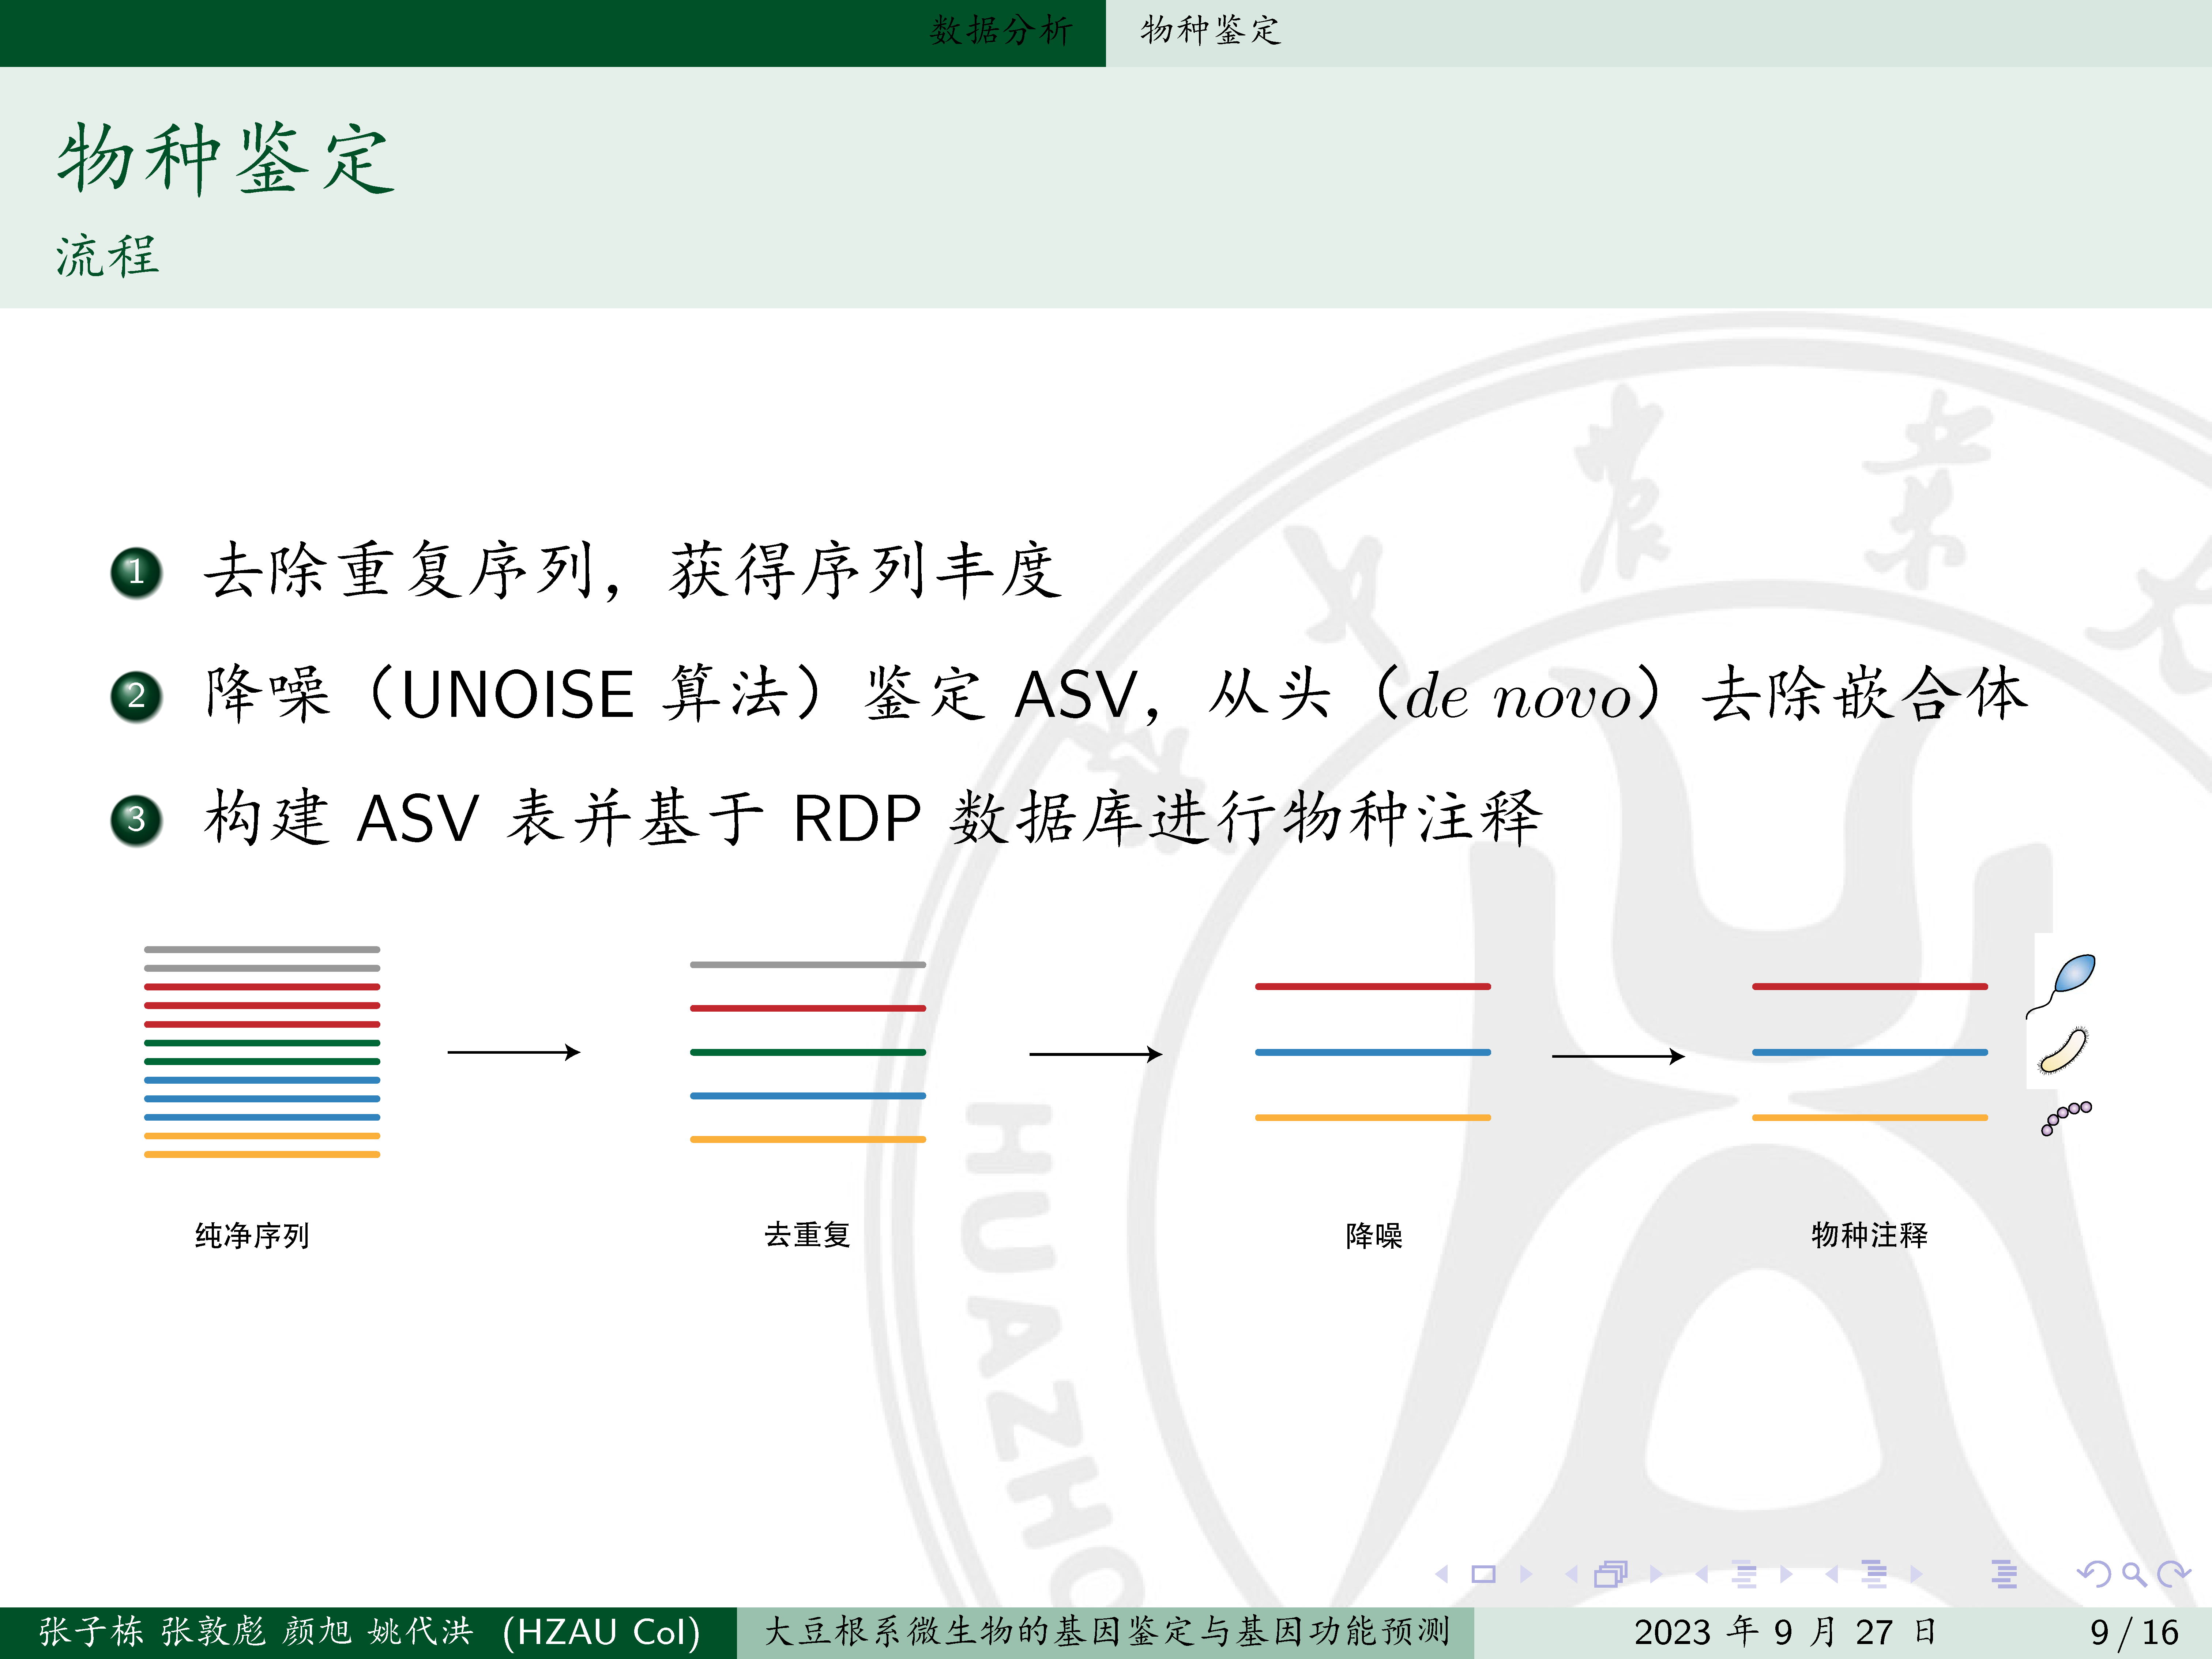 数据分析 物种鉴定
物种鉴定
流程
1 去除重复序列，获得序列丰度
2 降噪（UNOISE 算法）鉴定 ASV，从头（de novo）去除嵌合体
3 构建 ASV 表并基于 RDP 数据库进行物种注释
纯净序列 去重复 降噪 物种注释
HUAZHO
张子栋 张敦彪 颜旭 姚代洪 (HZAU CoI) 大豆根系微生物的基因鉴定与基因功能预测 2023 年 9 月 27 日 9 / 16